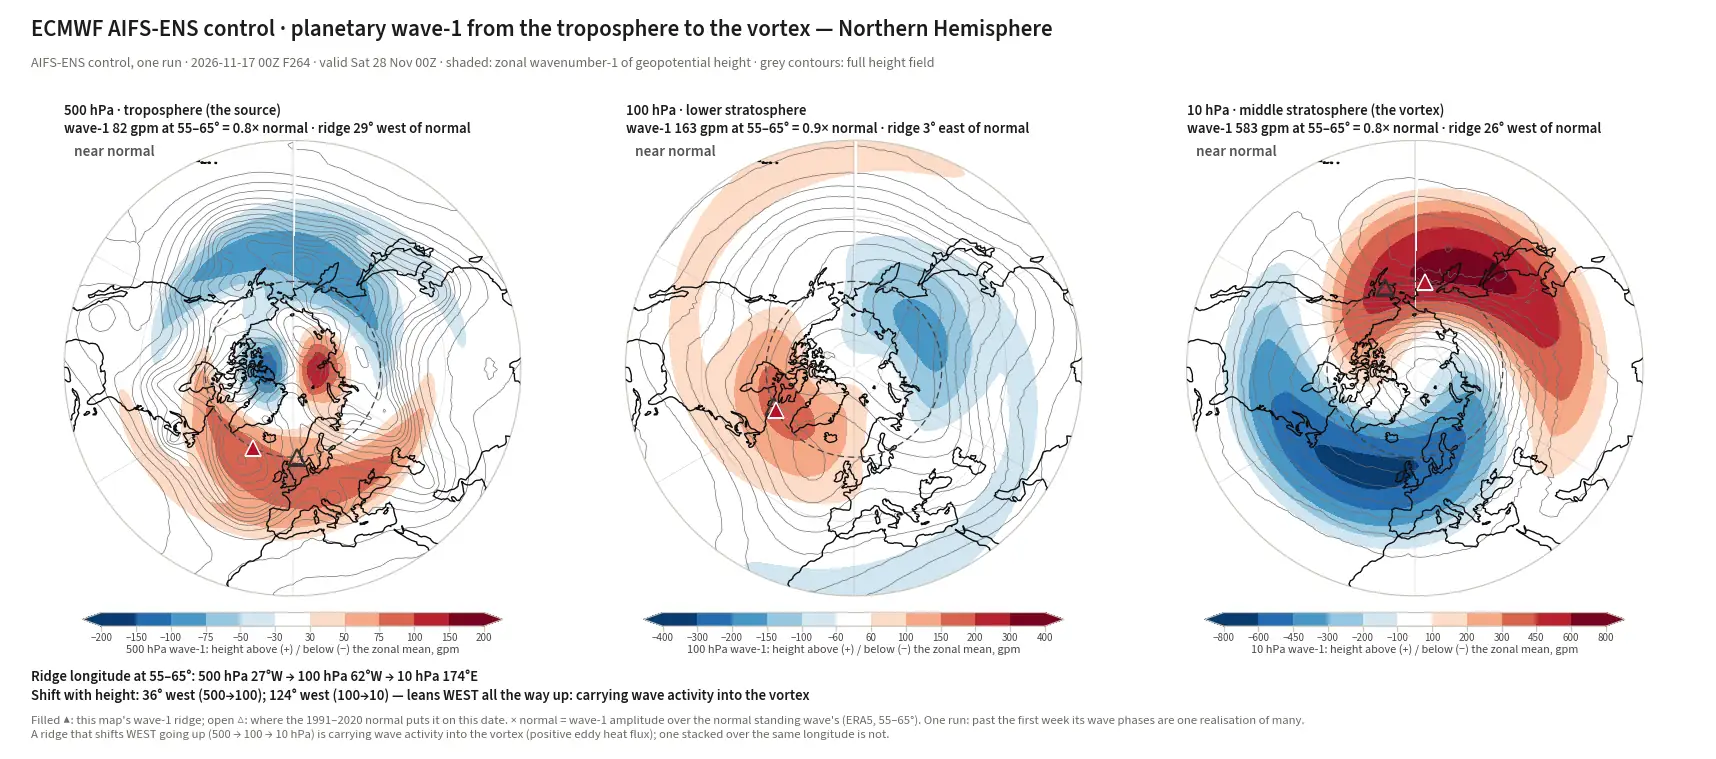 ECMWF AIFS-ENS control · planetary wave-1 from the troposphere to the vortex — Northern Hemisphere
AIFS-ENS control, one run · 2026-11-17 00Z F264 · valid Sat 28 Nov 00Z · shaded: zonal wavenumber-1 of geopotential height · grey contours: full height field
500 hPa · troposphere (the source)
wave-1 82 gpm at 55–65° = 0.8× normal · ridge 29° west of normal
near normal
100 hPa · lower stratosphere
wave-1 163 gpm at 55–65° = 0.9× normal · ridge 3° east of normal
near normal
10 hPa · middle stratosphere (the vortex)
wave-1 583 gpm at 55–65° = 0.8× normal · ridge 26° west of normal
near normal
−200 −150 −100 −75 −50 −30 30 50 75 100 150 200
500 hPa wave-1: height above (+) / below (−) the zonal mean, gpm
−400 −300 −200 −150 −100 −60 60 100 150 200 300 400
100 hPa wave-1: height above (+) / below (−) the zonal mean, gpm
−800 −600 −450 −300 −200 −100 100 200 300 450 600 800
10 hPa wave-1: height above (+) / below (−) the zonal mean, gpm
Ridge longitude at 55–65°: 500 hPa 27°W → 100 hPa 62°W → 10 hPa 174°E
Shift with height: 36° west (500→100); 124° west (100→10) — leans WEST all the way up: carrying wave activity into the vortex
Filled ▲: this map's wave-1 ridge; open △: where the 1991–2020 normal puts it on this date. × normal = wave-1 amplitude over the normal standing wave's (ERA5, 55–65°). One run: past the first week its wave phases are one realisation of many.
A ridge that shifts WEST going up (500 → 100 → 10 hPa) is carrying wave activity into the vortex (positive eddy heat flux); one stacked over the same longitude is not.